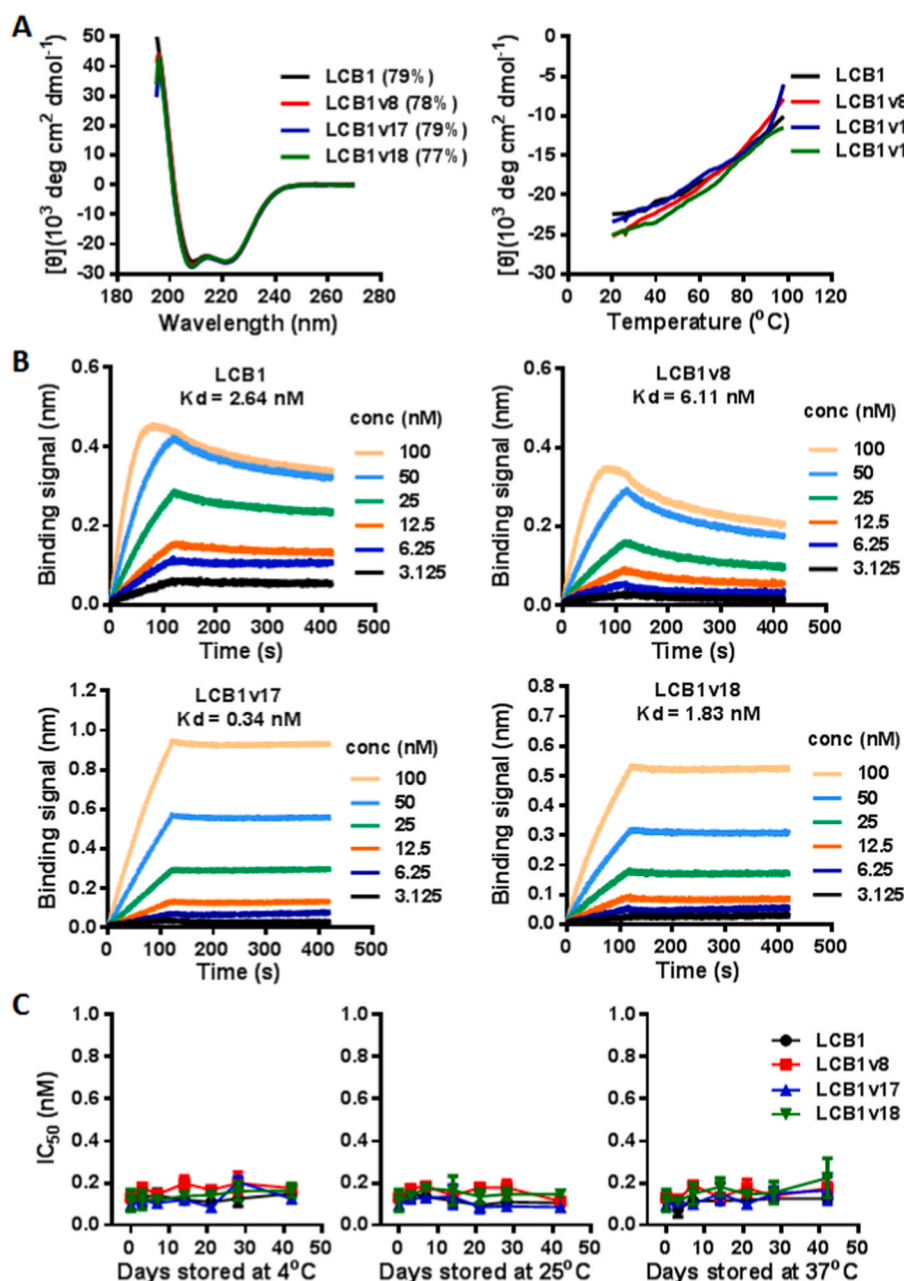 A
[θ](10³ deg cm² dmol⁻¹)
50
40
30
20
10
0
-10
-20
-30
180 200 220 240 260 280
Wavelength (nm)
LCB1 (79%)
LCB1v8 (78%)
LCB1v17 (79%)
LCB1v18 (77%)
[θ](10³ deg cm² dmol⁻¹)
0
-5
-10
-15
-20
-25
-30
0 20 40 60 80 100 120
Temperature (°C)
LCB1
LCB1v8
LCB1v1
LCB1v1
B
LCB1
Kd = 2.64 nM
Binding signal (nm)
0.6
0.4
0.2
0.0
0 100 200 300 400 500
Time (s)
conc (nM)
100
50
25
12.5
6.25
3.125
LCB1v8
Kd = 6.11 nM
Binding signal (nm)
0.6
0.4
0.2
0.0
0 100 200 300 400 500
Time (s)
conc (nM)
100
50
25
12.5
6.25
3.125
LCB1v17
Kd = 0.34 nM
Binding signal (nm)
1.2
1.0
0.8
0.6
0.4
0.2
0.0
0 100 200 300 400 500
Time (s)
conc (nM)
100
50
25
12.5
6.25
3.125
LCB1v18
Kd = 1.83 nM
Binding signal (nm)
0.8
0.7
0.6
0.5
0.4
0.3
0.2
0.1
0.0
0 100 200 300 400 500
Time (s)
conc (nM)
100
50
25
12.5
6.25
3.125
C
IC₅₀ (nM)
1.0
0.8
0.6
0.4
0.2
0.0
0 10 20 30 40 50
Days stored at 4°C
1.0
0.8
0.6
0.4
0.2
0.0
0 10 20 30 40 50
Days stored at 25°C
1.0
0.8
0.6
0.4
0.2
0.0
0 10 20 30 40 50
Days stored at 37°C
LCB1
LCB1v8
LCB1v17
LCB1v18